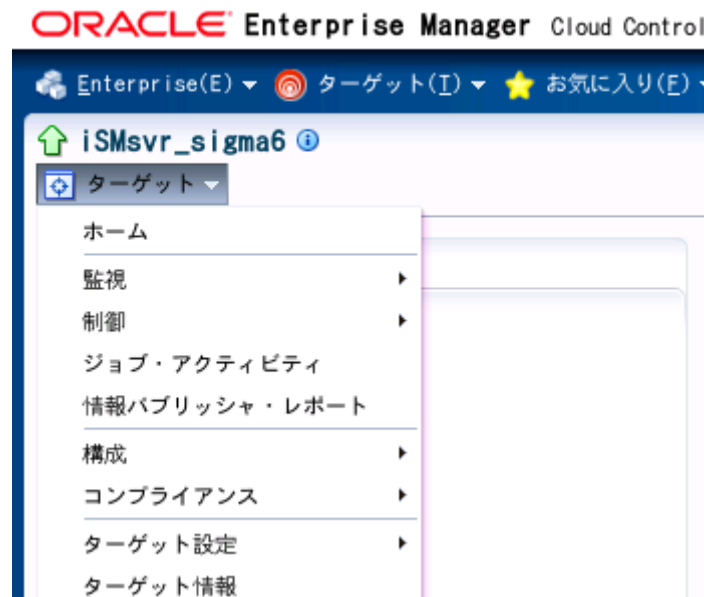 ORACLE Enterprise Manager Cloud Control
Enterprise(E) ターゲット(T) お気に入り(F)
iSMsvr_sigma6
ターゲット
ホーム
監視
制御
ジョブ・アクティビティ
情報パブリッシャ・レポート
構成
コンプライアンス
ターゲット設定
ターゲット情報